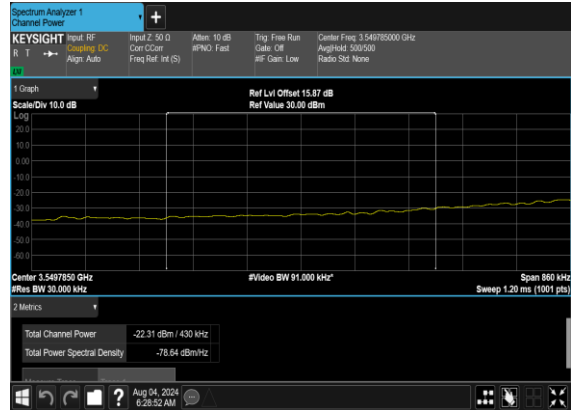 Spectrum Analyzer 1
Channel Power
+
KEYSIGHT
R T
LW
Input: RF
Coupling: DC
Align: Auto
Input Z: 50 Ω
Corr CCorr
Freq Ref: Int (S)
Atten: 10 dB
#PNO: Fast
Trig: Free Run
Gate: Off
#IF Gain: Low
Center Freq: 3.549785000 GHz
Avg|Hold: 500/500
Radio Std: None
1 Graph
Scale/Div 10.0 dB
Ref Lvl Offset 15.87 dB
Ref Value 30.00 dBm
Log
20.0
10.0
0.00
-10.0
-20.0
-30.0
-40.0
-50.0
-60.0
Center 3.5497850 GHz
#Res BW 30.000 kHz
#Video BW 91.000 kHz*
Span 860 kHz
Sweep 1.20 ms (1001 pts)
2 Metrics
Total Channel Power -22.31 dBm / 430 kHz
Total Power Spectral Density -78.64 dBm/Hz
?
Aug 04, 2024
6:28:52 AM